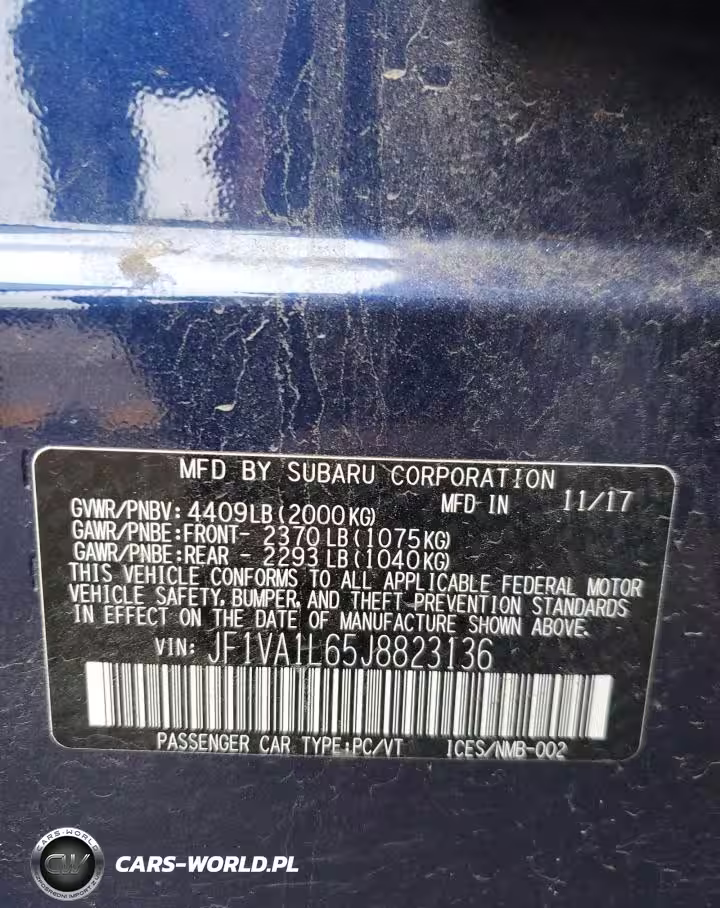 MFD BY SUBARU CORPORATION
MFD IN 11/17
GVWR/PNBV: 4409LB(2000KG)
GAWR/PNBE:FRONT- 2370LB(1075KG)
GAWR/PNBE:REAR - 2293LB(1040KG)
THIS VEHICLE CONFORMS TO ALL APPLICABLE FEDERAL MOTOR
VEHICLE SAFETY, BUMPER, AND THEFT PREVENTION STANDARDS
IN EFFECT ON THE DATE OF MANUFACTURE SHOWN ABOVE.
VIN: JF1VA1L65J8823136
PASSENGER CAR TYPE:PC/VT ICES/NMB-002
CARS-WORLD
CW
CARS-WORLD.PL